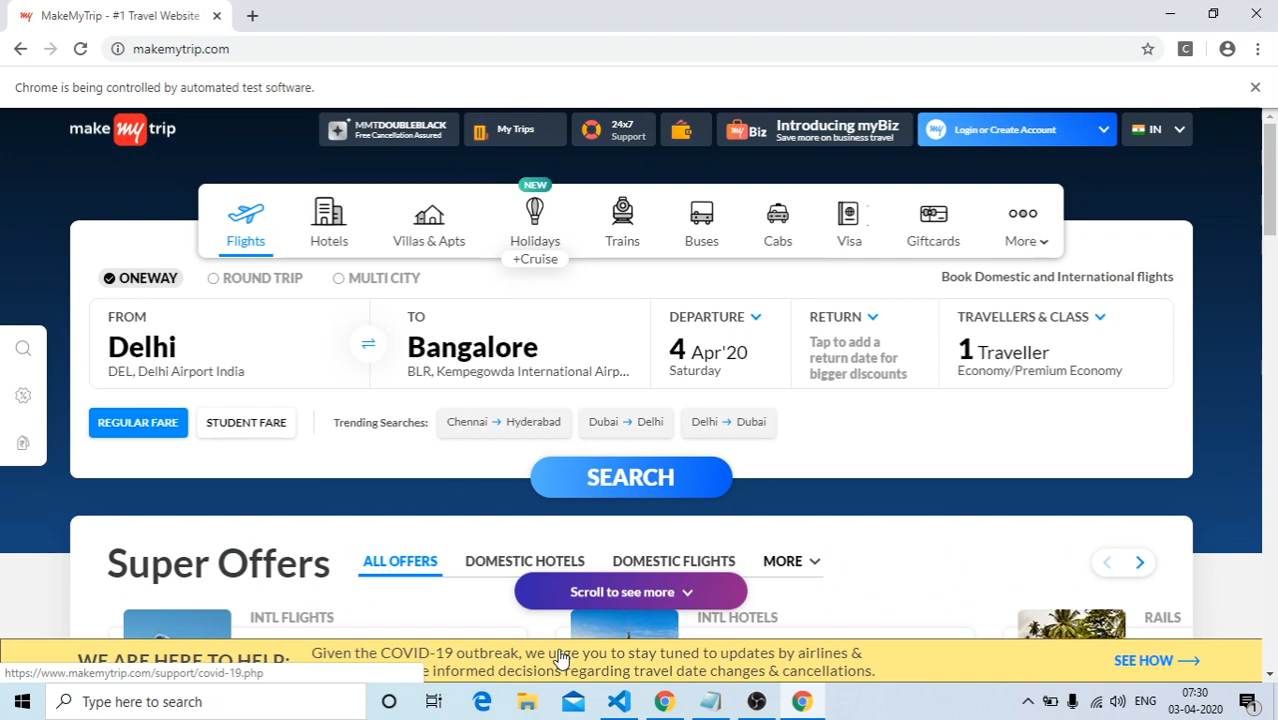 MakeMyTrip - #1 Travel Website
makemytrip.com
Chrome is being controlled by automated test software.
make my trip
MMTDOUBLEBLACK
Free Cancellation Assured
My Trips
24x7
Support
my Biz
Introducing myBiz
Save more on business travel
my
Login or Create Account
IN
NEW
Flights
Hotels
Villas & Apts
Holidays
+Cruise
Trains
Buses
Cabs
Visa
Giftcards
More
ONEWAY
ROUND TRIP
MULTI CITY
Book Domestic and International flights
FROM
Delhi
DEL, Delhi Airport India
TO
Bangalore
BLR, Kempegowda International Airp...
DEPARTURE
4 Apr'20
Saturday
RETURN
Tap to add a
return date for
bigger discounts
TRAVELLERS & CLASS
1 Traveller
Economy/Premium Economy
REGULAR FARE
STUDENT FARE
Trending Searches:
Chennai → Hyderabad
Dubai → Delhi
Delhi → Dubai
SEARCH
Super Offers
ALL OFFERS
DOMESTIC HOTELS
DOMESTIC FLIGHTS
MORE
Scroll to see more
INTL FLIGHTS
INTL HOTELS
RAILS
WE ARE HERE TO HELP:
Given the COVID-19 outbreak, we urge you to stay tuned to updates by airlines &
informed decisions regarding travel date changes & cancellations.
SEE HOW
https://www.makemytrip.com/support/covid-19.php
Type here to search
ENG
07:30
03-04-2020